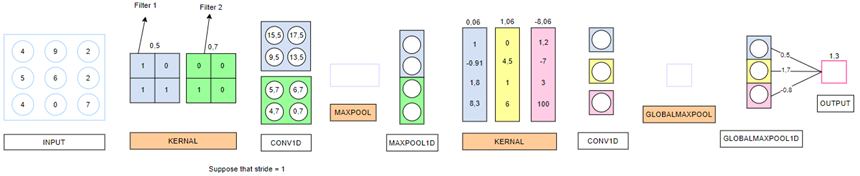 Filter 1
Filter 2
4 9 2
5 6 2
4 0 7
INPUT
0,5
1 0
1 1
0,7
0 0
1 0
KERNAL
15,5 17,5
9,5 13,5
5,7 6,7
4,7 0,7
CONV1D
MAXPOOL
MAXPOOL1D
0,06 1,06 -8,06
1 0 1,2
-0.91 4,5 -7
1,8 1 3
8,3 6 100
KERNAL
CONV1D
GLOBALMAXPOOL
0,5
1,7
-0,8
GLOBALMAXPOOL1D
1.3
OUTPUT
Suppose that stride = 1